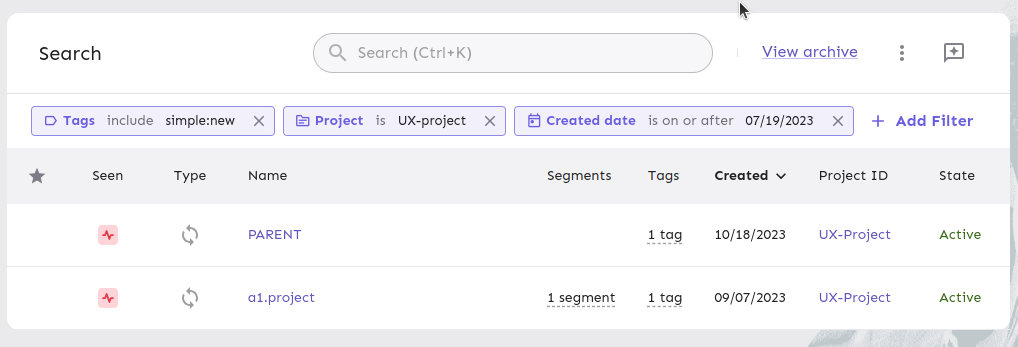 Search Search (Ctrl+K) View archive
Tags include simple:new Project is UX-project Created date is on or after 07/19/2023 Add Filter
Seen Type Name Segments Tags Created Project ID State
PARENT 1 tag 10/18/2023 UX-Project Active
a1.project 1 segment 1 tag 09/07/2023 UX-Project Active